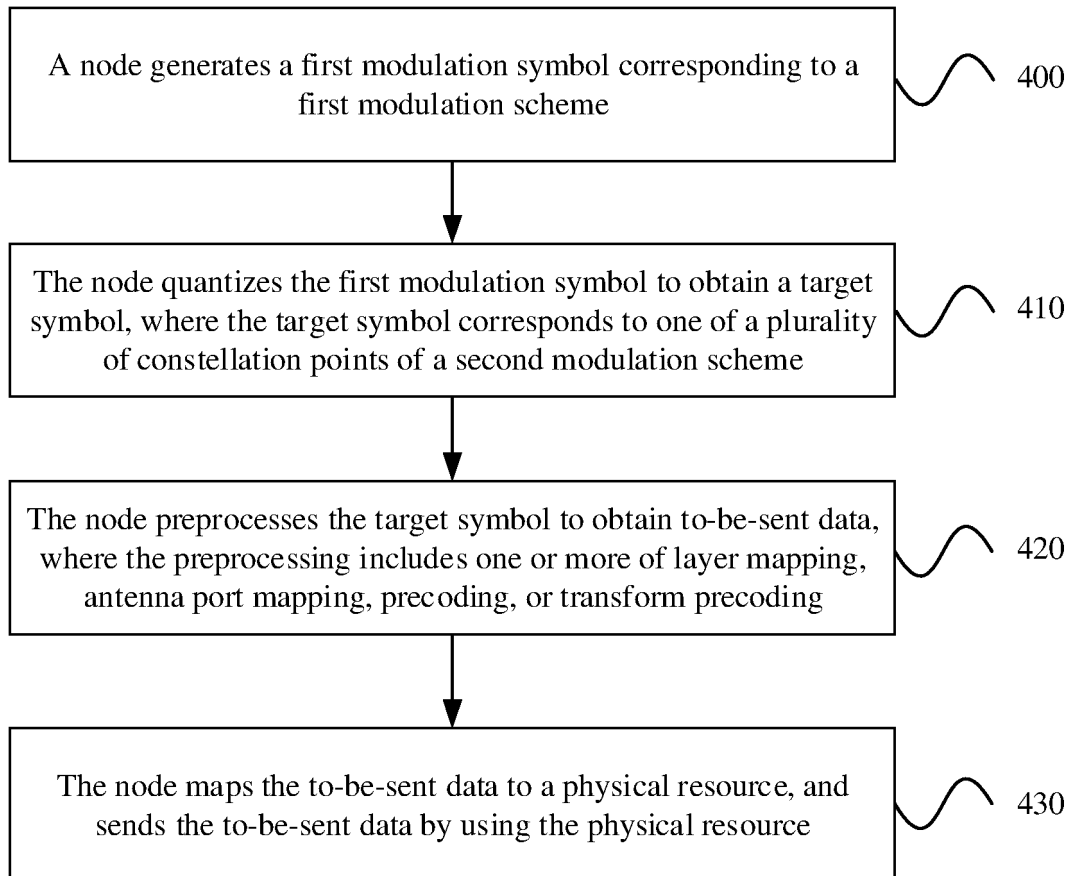 A node generates a first modulation symbol corresponding to a
first modulation scheme
400
The node quantizes the first modulation symbol to obtain a target
symbol, where the target symbol corresponds to one of a plurality
of constellation points of a second modulation scheme
410
The node preprocesses the target symbol to obtain to-be-sent data,
where the preprocessing includes one or more of layer mapping,
antenna port mapping, precoding, or transform precoding
420
The node maps the to-be-sent data to a physical resource, and
sends the to-be-sent data by using the physical resource
430